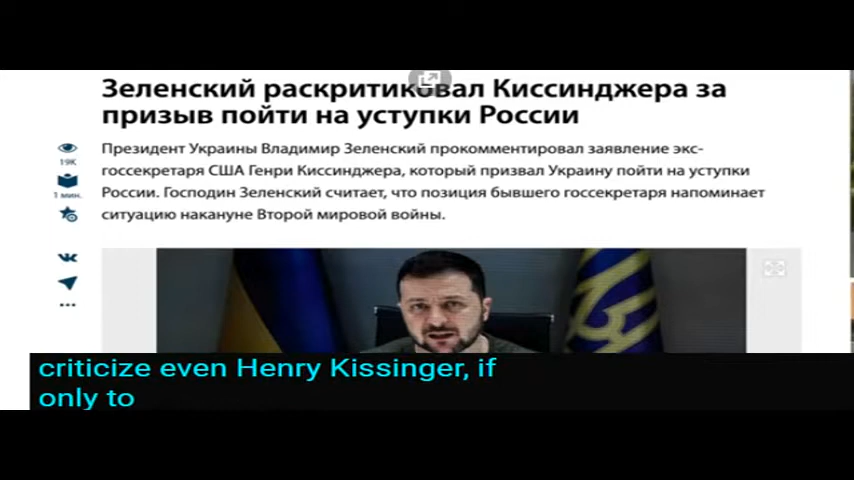 Зеленский раскритиковал Киссинджера за
призыв пойти на уступки России
Президент Украины Владимир Зеленский прокомментировал заявление экс-
госсекретаря США Генри Киссинджера, который призвал Украину пойти на уступки
России. Господин Зеленский считает, что позиция бывшего госсекретаря напоминает
ситуацию накануне Второй мировой войны.
19K
1 мин.
criticize even Henry Kissinger, if
only to